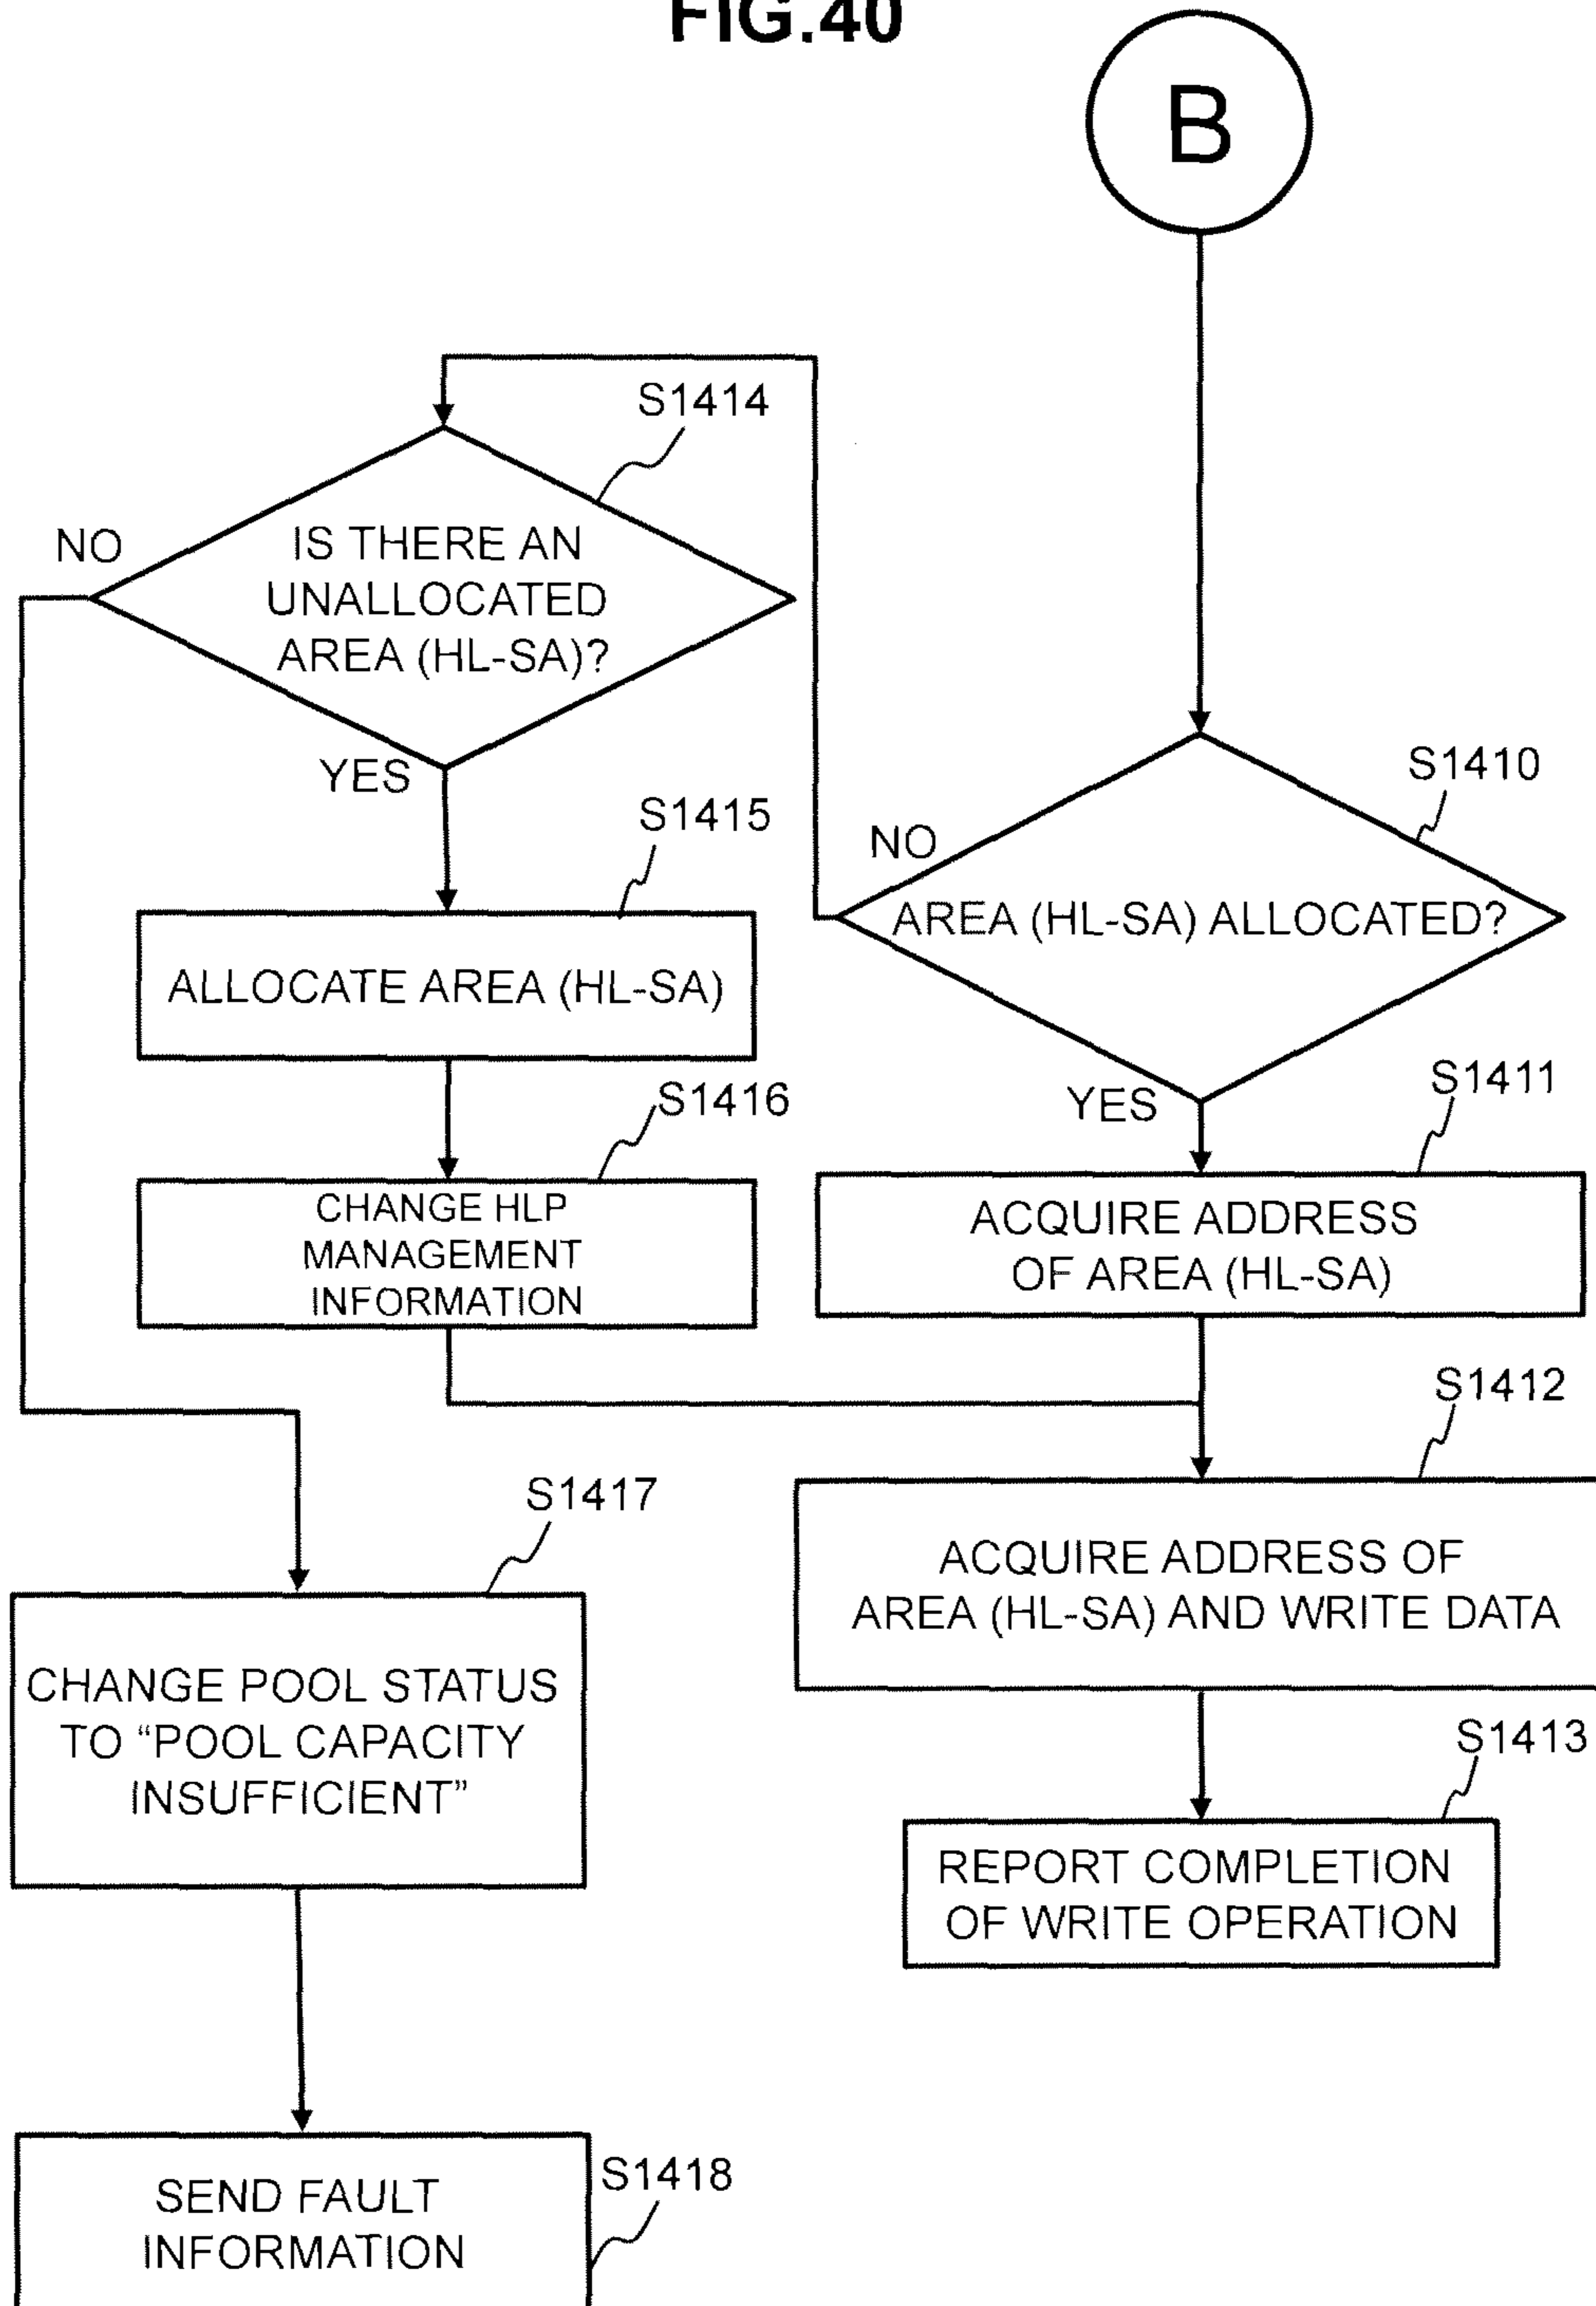 FIG.40
B
S1414
NO
IS THERE AN
UNALLOCATED
AREA (HL-SA)?
YES
S1410
NO
AREA (HL-SA) ALLOCATED?
YES
S1415
ALLOCATE AREA (HL-SA)
S1411
ACQUIRE ADDRESS
OF AREA (HL-SA)
S1416
CHANGE HLP
MANAGEMENT
INFORMATION
S1412
ACQUIRE ADDRESS OF
AREA (HL-SA) AND WRITE DATA
S1417
CHANGE POOL STATUS
TO “POOL CAPACITY
INSUFFICIENT”
S1413
REPORT COMPLETION
OF WRITE OPERATION
S1418
SEND FAULT
INFORMATION